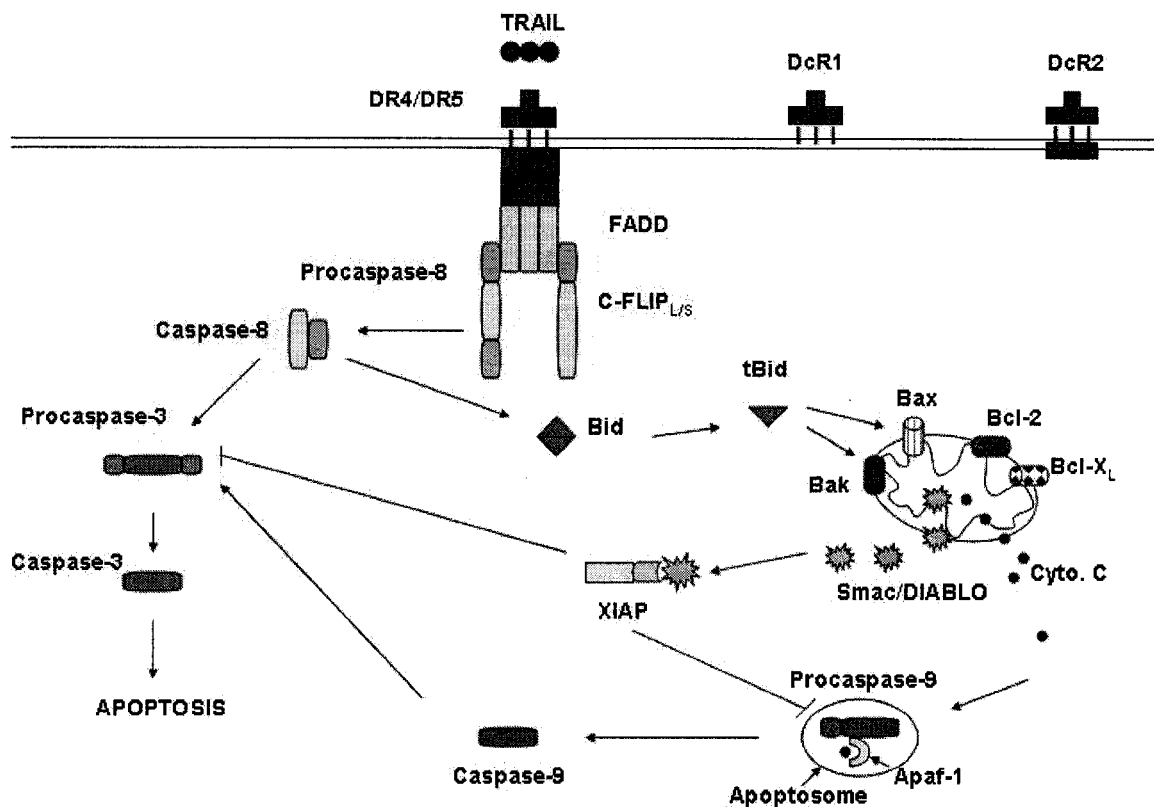 TRAIL
DcR1
DcR2
DR4/DR5
FADD
Procaspase-8
C-FLIPL/S
Caspase-8
tBid
Bax
Bcl-2
Procaspase-3
Bid
Bcl-XL
Bak
Caspase-3
Cyto. C
Smac/DIABLO
XIAP
Procaspase-9
APOPTOSIS
Caspase-9
Apaf-1
Apoptosome